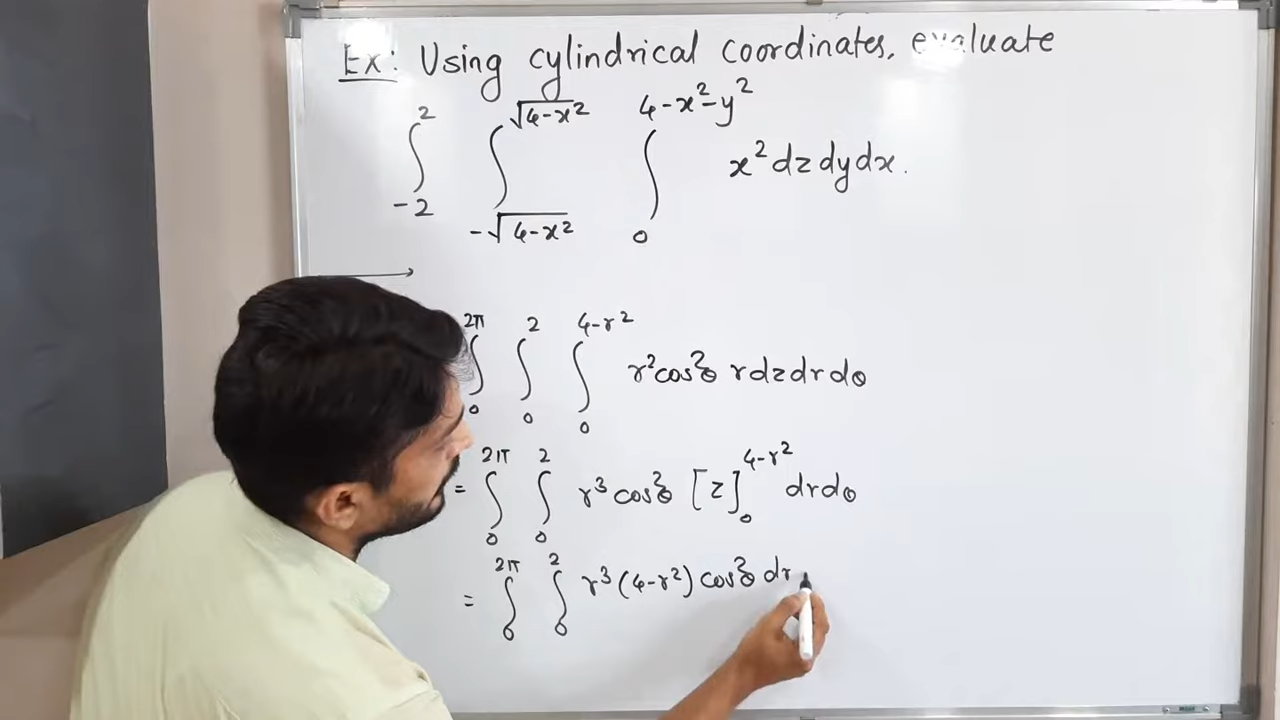 Ex: Using cylindrical coordinates, evaluate
∫_{-2}^{2} ∫_{-√(4-x²)}^{√(4-x²)} ∫_{0}^{4-x²-y²} x² dz dy dx.
∫_{0}^{2π} ∫_{0}^{2} ∫_{0}^{4-r²} r²cos²θ r dz dr dθ
= ∫_{0}^{2π} ∫_{0}^{2} r³ cos²θ [z]_{0}^{4-r²} dr dθ
= ∫_{0}^{2π} ∫_{0}^{2} r³ (4-r²) cos²θ dr